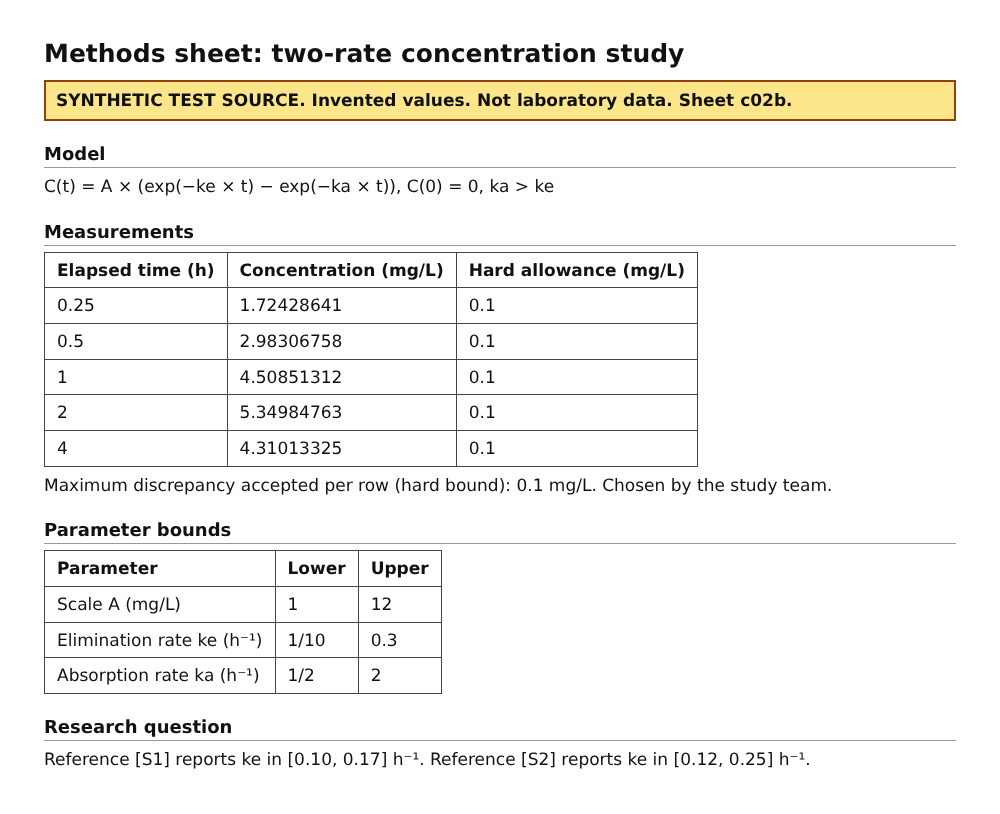 Methods sheet: two-rate concentration study
SYNTHETIC TEST SOURCE. Invented values. Not laboratory data. Sheet c02b.
Model
C(t) = A × (exp(−ke × t) − exp(−ka × t)), C(0) = 0, ka > ke
Measurements
Elapsed time (h) Concentration (mg/L) Hard allowance (mg/L)
0.25 1.72428641 0.1
0.5 2.98306758 0.1
1 4.50851312 0.1
2 5.34984763 0.1
4 4.31013325 0.1
Maximum discrepancy accepted per row (hard bound): 0.1 mg/L. Chosen by the study team.
Parameter bounds
Parameter Lower Upper
Scale A (mg/L) 1 12
Elimination rate ke (h⁻¹) 1/10 0.3
Absorption rate ka (h⁻¹) 1/2 2
Research question
Reference [S1] reports ke in [0.10, 0.17] h⁻¹. Reference [S2] reports ke in [0.12, 0.25] h⁻¹.